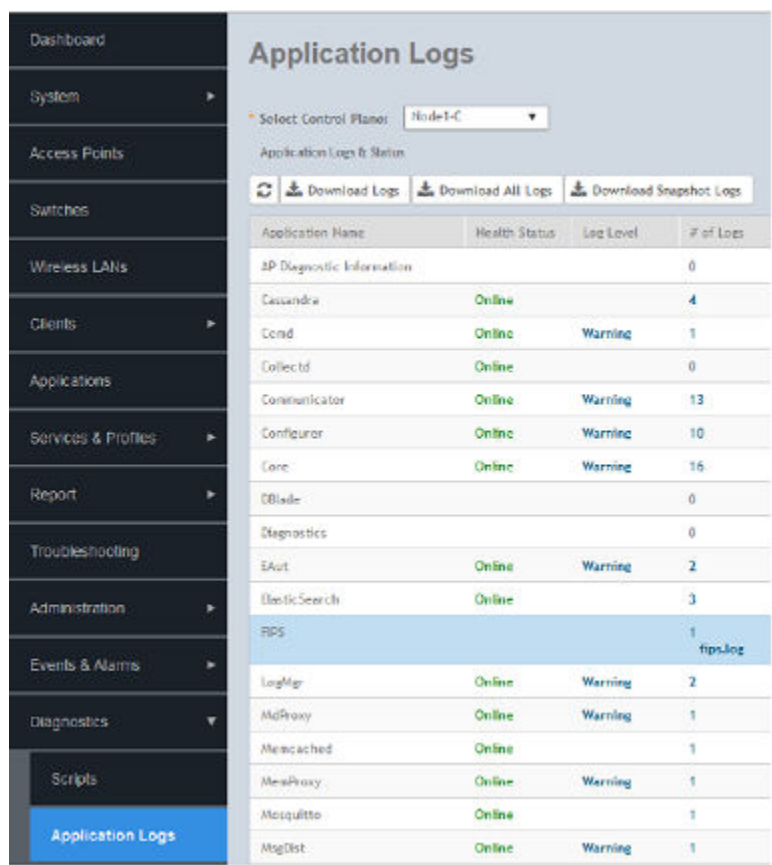 Dashboard
System
Access Points
Switches
Wireless LANs
Clients
Applications
Services & Profiles
Report
Troubleshooting
Administration
Events & Alarms
Diagnostics
Scripts
Application Logs
Application Logs
* Select Control Plane: Node1-C
Application Logs & Status
Download Logs Download All Logs Download Snapshot Logs
Application Name Health Status Log Level # of Logs
AP Diagnostic Information 0
Cassandra Online 4
Ccmd Online Warning 1
Collectd Online 0
Communicator Online Warning 13
Configurer Online Warning 10
Core Online Warning 16
DBlade 0
Diagnostics 0
EAut Online Warning 2
ElasticSearch Online 3
FIPS 1
fips.log
LogMgr Online Warning 2
MdProxy Online Warning 1
Memcached Online 1
MemProxy Online Warning 1
Mosquitto Online 1
MsgDist Online Warning 1